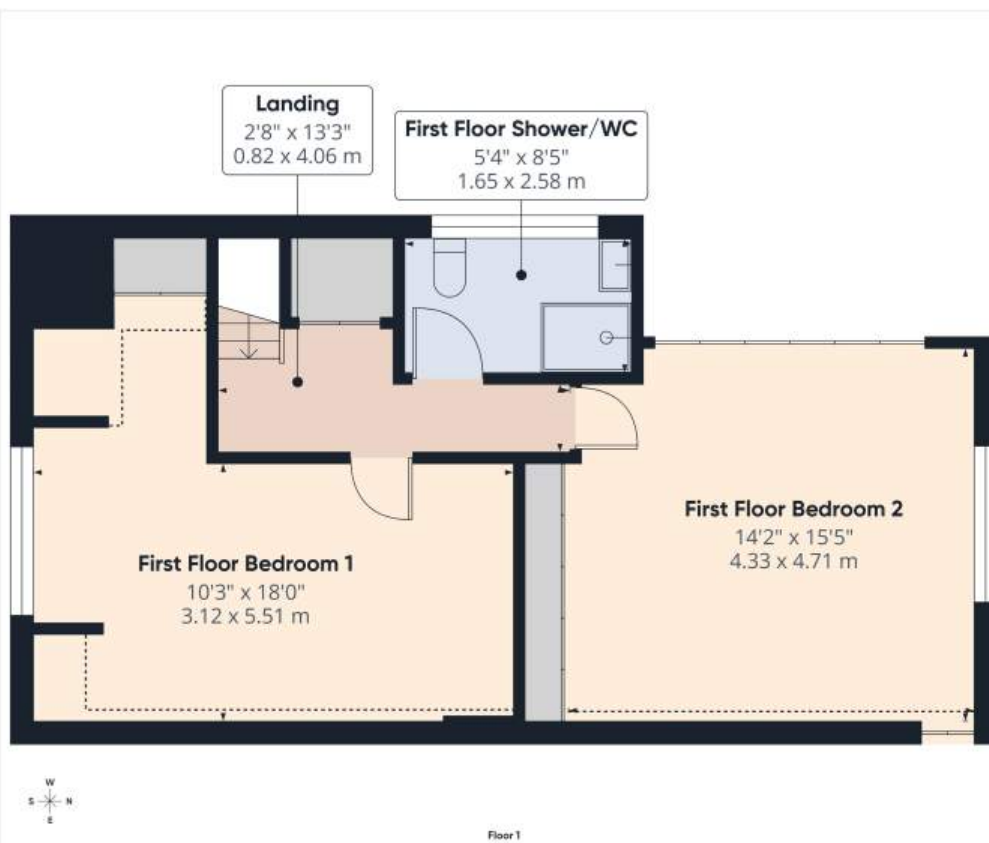 Landing
2'8" x 13'3"
0.82 x 4.06 m
First Floor Shower/WC
5'4" x 8'5"
1.65 x 2.58 m
First Floor Bedroom 2
14'2" x 15'5"
4.33 x 4.71 m
First Floor Bedroom 1
10'3" x 18'0"
3.12 x 5.51 m
W
S N
E
Floor 1